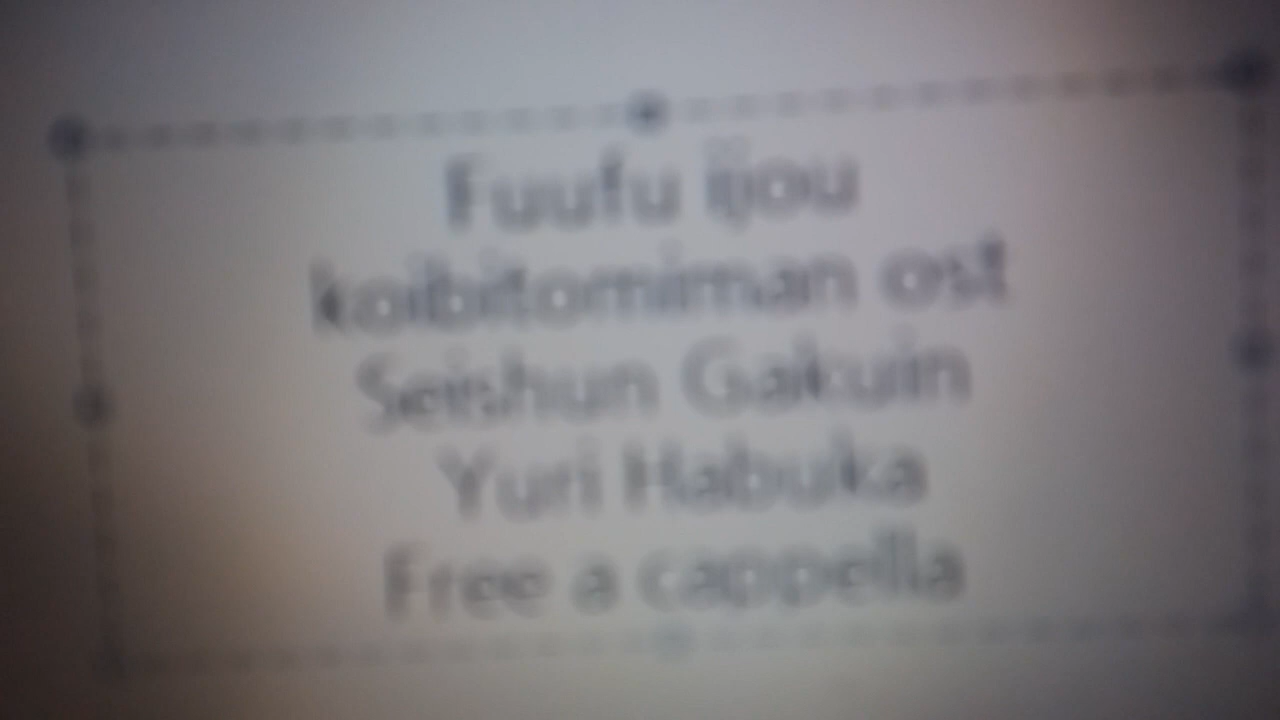 Fuufu ijou
koibitomiman ost
Seishun Gakuin
Yuri Habuka
Free a cappella